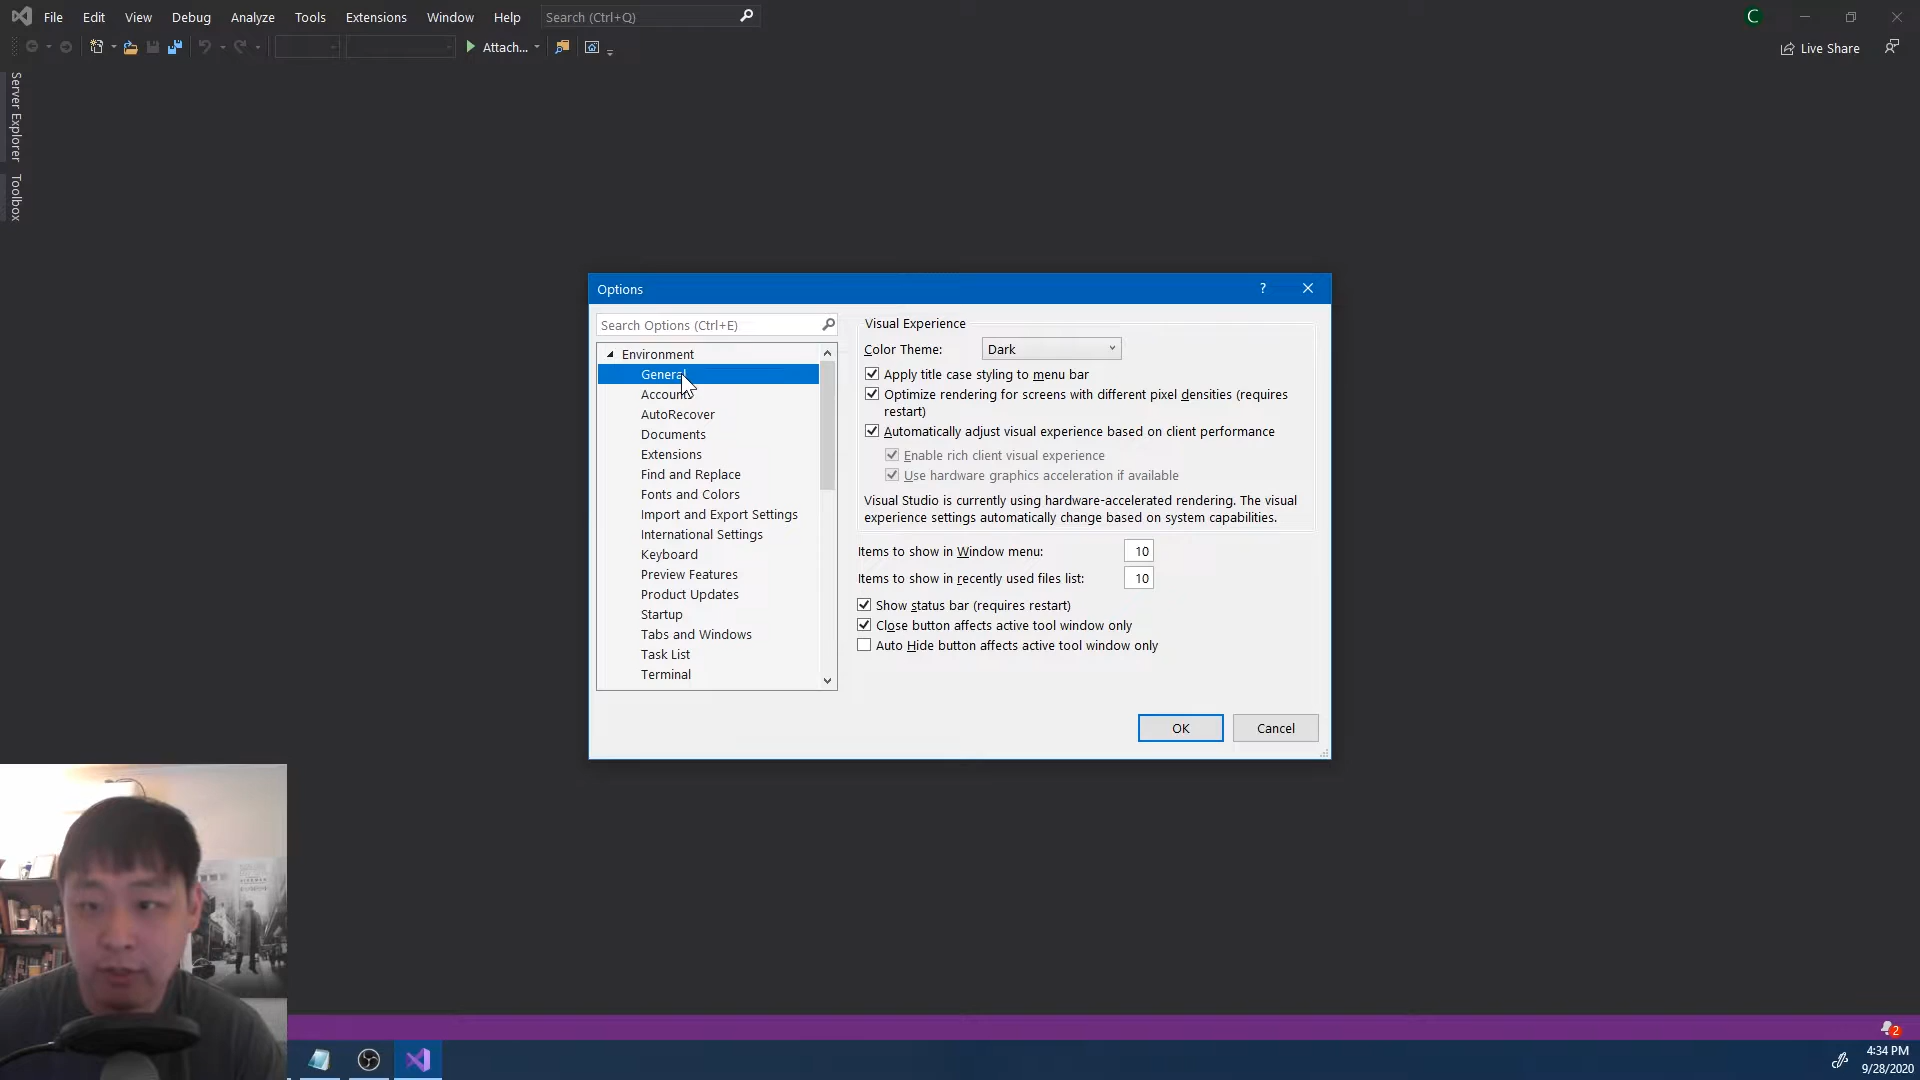 File Edit View Debug Analyze Tools Extensions Window Help Search (Ctrl+Q) C
Attach... Live Share
Server Explorer
Toolbox
Options ?
Search Options (Ctrl+E)
Environment
General
Accounts
AutoRecover
Documents
Extensions
Find and Replace
Fonts and Colors
Import and Export Settings
International Settings
Keyboard
Preview Features
Product Updates
Startup
Tabs and Windows
Task List
Terminal
Visual Experience
Color Theme: Dark
Apply title case styling to menu bar
Optimize rendering for screens with different pixel densities (requires
restart)
Automatically adjust visual experience based on client performance
Enable rich client visual experience
Use hardware graphics acceleration if available
Visual Studio is currently using hardware-accelerated rendering. The visual
experience settings automatically change based on system capabilities.
Items to show in Window menu: 10
Items to show in recently used files list: 10
Show status bar (requires restart)
Close button affects active tool window only
Auto Hide button affects active tool window only
OK Cancel
2
4:34 PM
9/28/2020